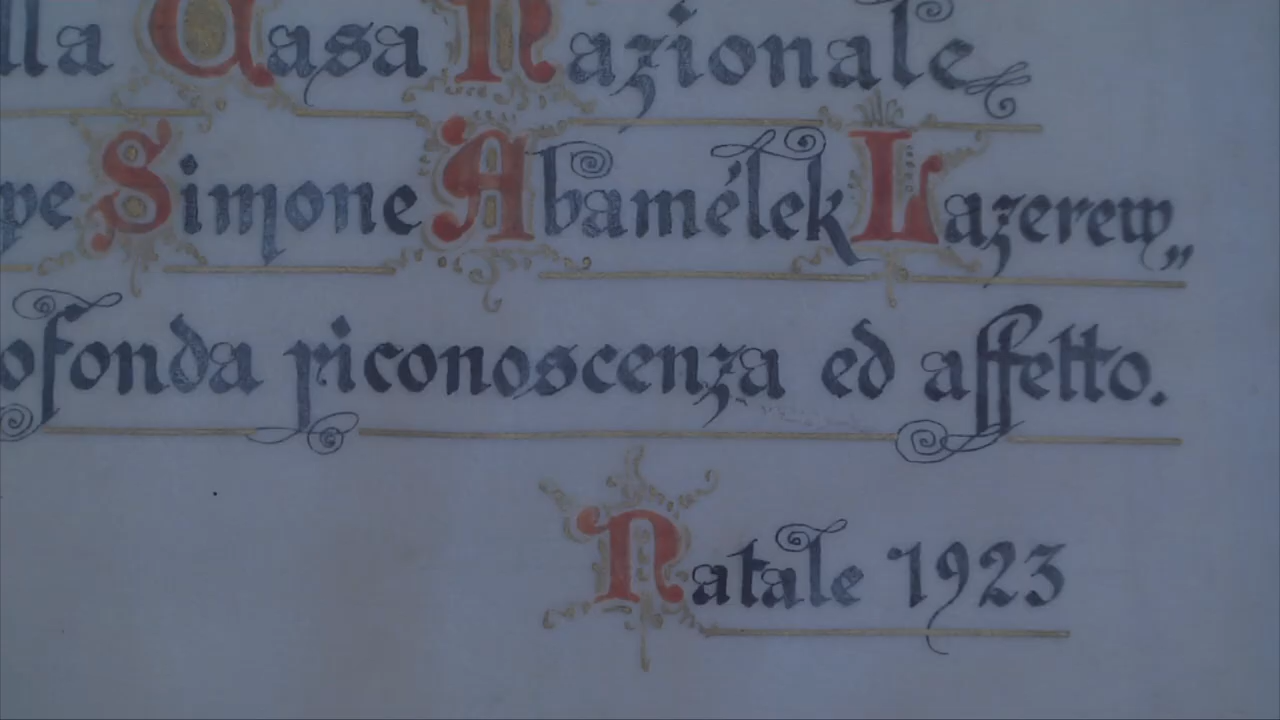 lla Casa Nazionale
pe Simone Abamélek Lazerew„
ofonda riconoscenza ed affetto.
Natale 1923